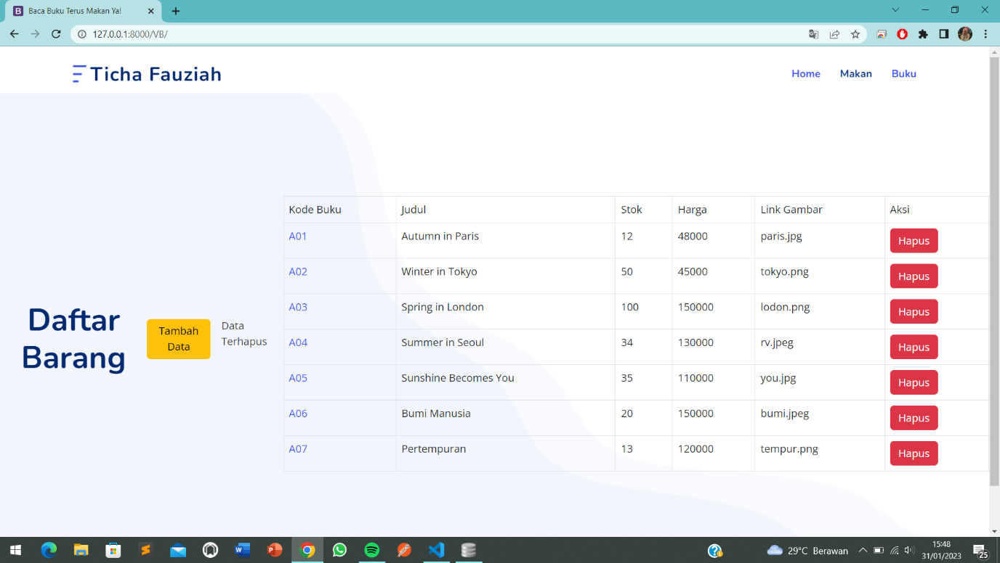 Baca Buku Terus Makan Ya!
127.0.0.1:8000/VB/
Ticha Fauziah
Home Makan Buku
Daftar
Barang
Tambah
Data
Data
Terhapus
Kode Buku Judul Stok Harga Link Gambar Aksi
A01 Autumn in Paris 12 48000 paris.jpg Hapus
A02 Winter in Tokyo 50 45000 tokyo.png Hapus
A03 Spring in London 100 150000 lodon.png Hapus
A04 Summer in Seoul 34 130000 rv.jpeg Hapus
A05 Sunshine Becomes You 35 110000 you.jpg Hapus
A06 Bumi Manusia 20 150000 bumi.jpeg Hapus
A07 Pertempuran 13 120000 tempur.png Hapus
29°C Berawan
15:48
31/01/2023
25